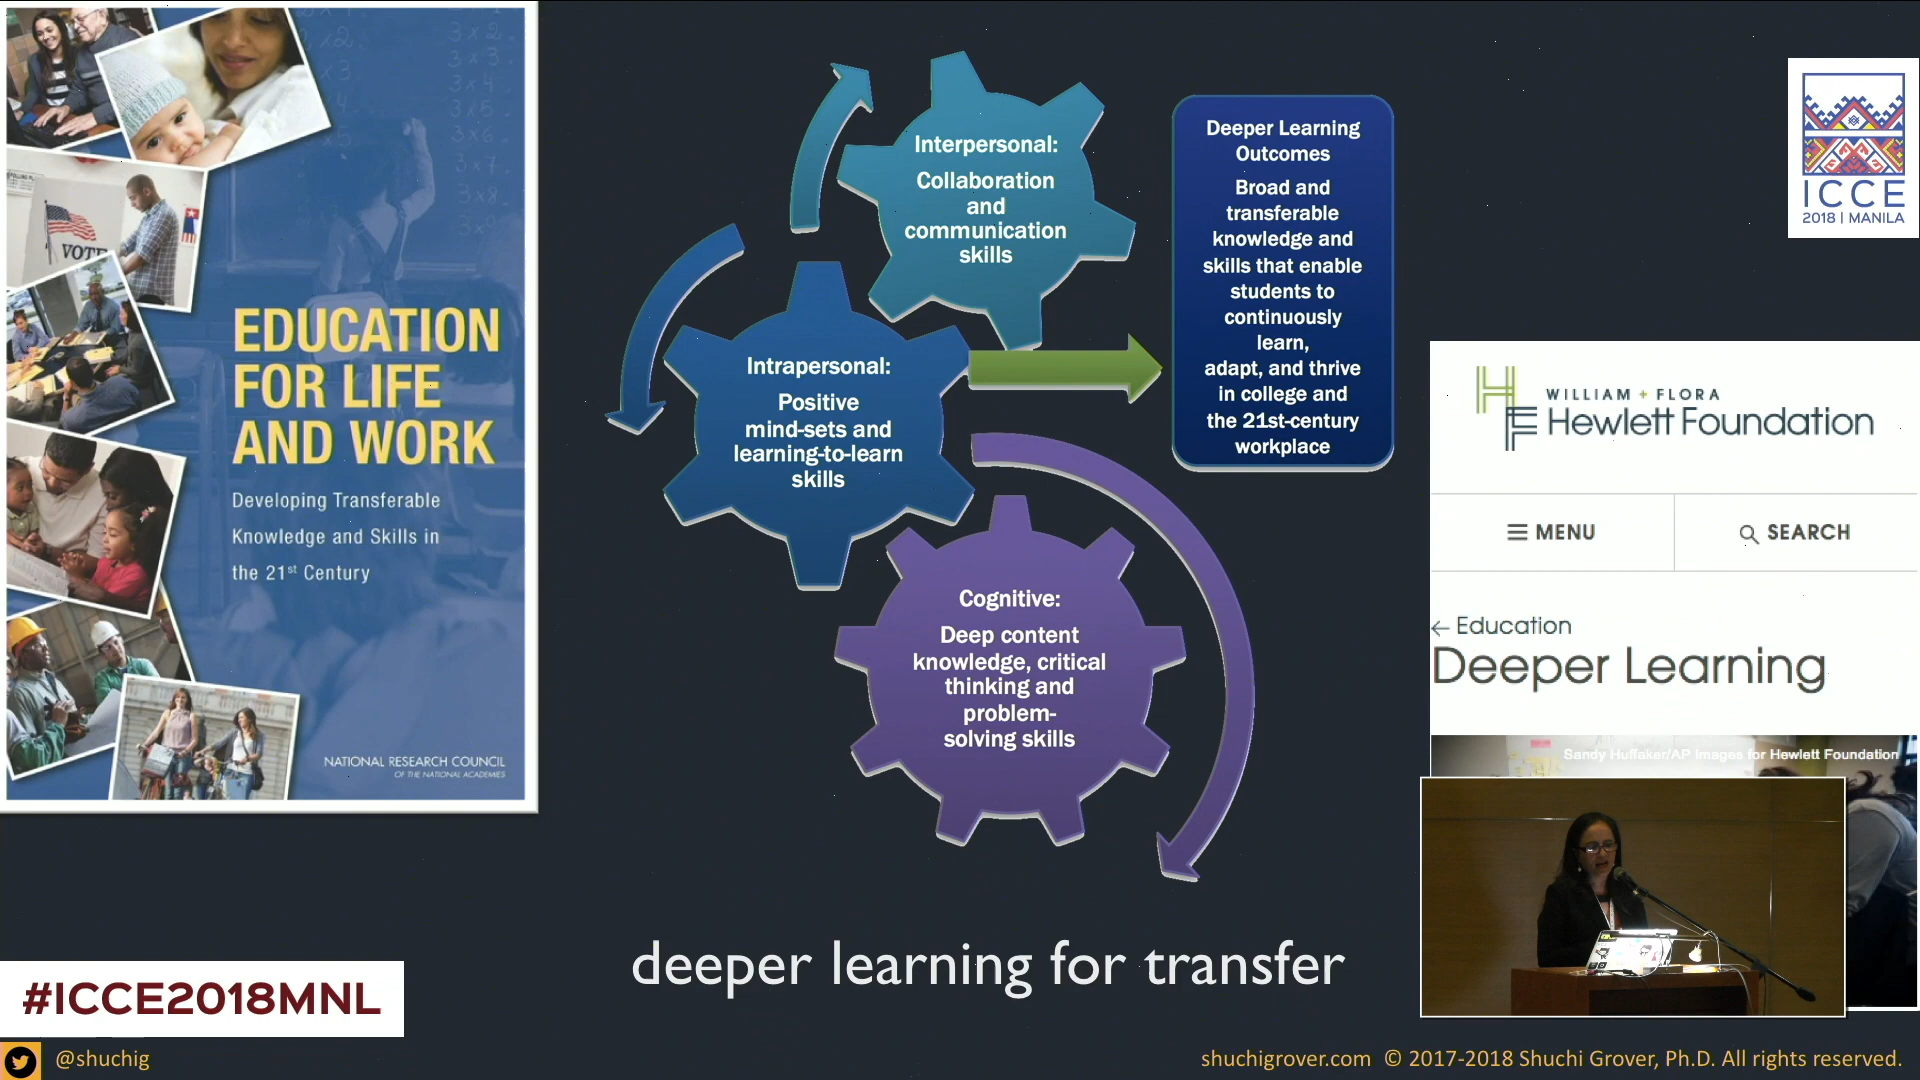 EDUCATION
FOR LIFE
AND WORK
Developing Transferable
Knowledge and Skills in
the 21st Century
NATIONAL RESEARCH COUNCIL
OF THE NATIONAL ACADEMIES
VOTE
Interpersonal:
Collaboration
and
communication
skills
Intrapersonal:
Positive
mind-sets and
learning-to-learn
skills
Cognitive:
Deep content
knowledge, critical
thinking and
problem-
solving skills
Deeper Learning
Outcomes
Broad and
transferable
knowledge and
skills that enable
students to
continuously
learn,
adapt, and thrive
in college and
the 21st-century
workplace
ICCE
2018 | MANILA
WILLIAM + FLORA
Hewlett Foundation
MENU
SEARCH
← Education
Deeper Learning
Sandy Huffaker/AP Images for Hewlett Foundation
deeper learning for transfer
#ICCE2018MNL
@shuchig
shuchigrover.com © 2017-2018 Shuchi Grover, Ph.D. All rights reserved.